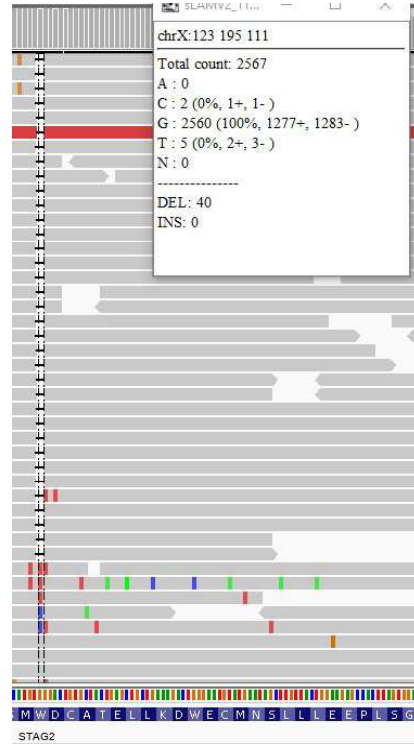 sLAMV2_TT...
chrX:123 195 111
Total count: 2567
A : 0
C : 2 (0%, 1+, 1- )
G : 2560 (100%, 1277+, 1283- )
T : 5 (0%, 2+, 3- )
N : 0
---------------
DEL: 40
INS: 0
M W D C A T E L L K D W E C M N S L L L E E P L S G
STAG2